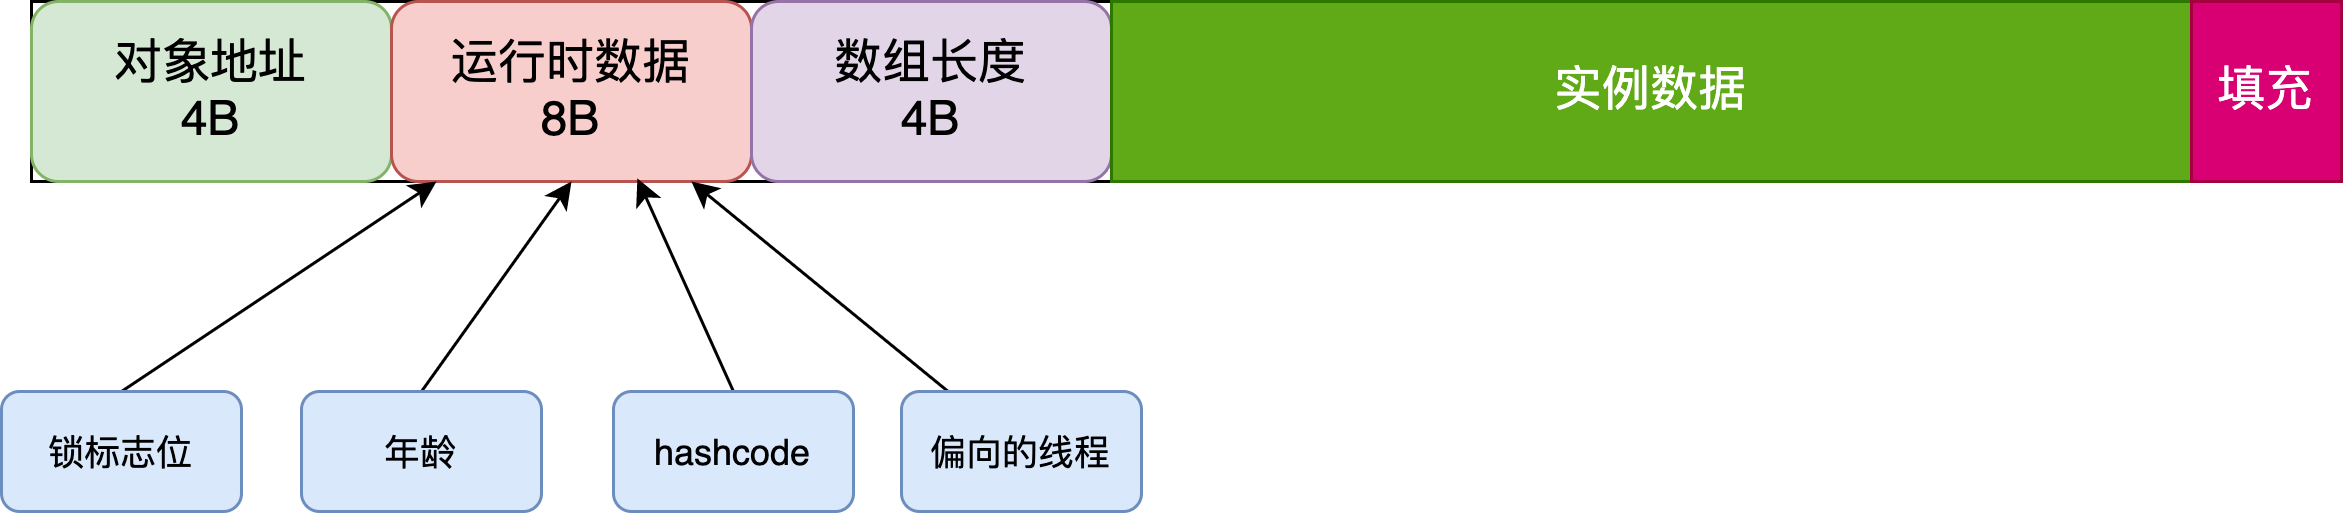 对象地址
4B
运行时数据
8B
数组长度
4B
实例数据
填充
锁标志位
年龄
hashcode
偏向的线程